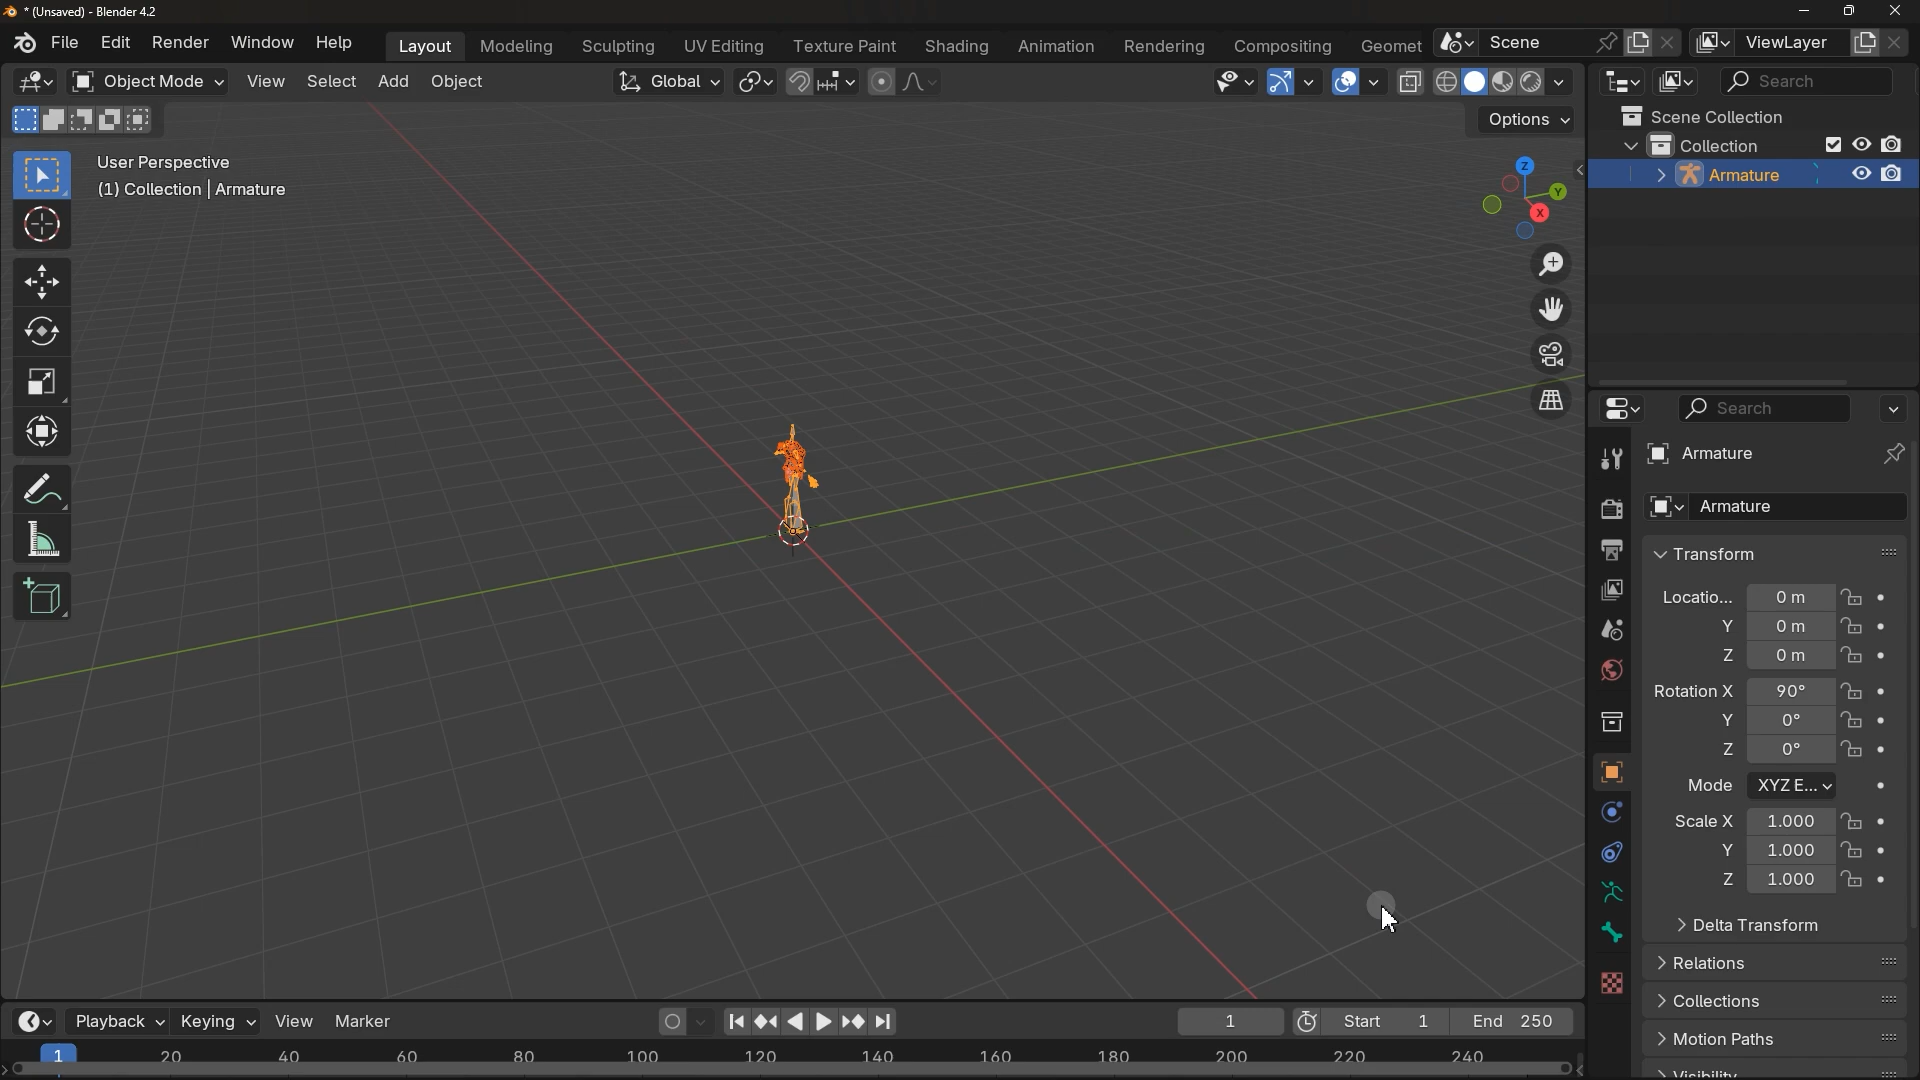 * (Unsaved) - Blender 4.2
File Edit Render Window Help Layout Modeling Sculpting UV Editing Texture Paint Shading Animation Rendering Compositing Geomet Scene ViewLayer
Object Mode View Select Add Object Global Search
Options
User Perspective
(1) Collection | Armature
Z
Y
X
Scene Collection
Collection
Armature
Search
Armature
Armature
Transform
Locatio... 0 m
Y 0 m
Z 0 m
Rotation X 90°
Y 0°
Z 0°
Mode XYZ E...
Scale X 1.000
Y 1.000
Z 1.000
Delta Transform
Relations
Collections
Motion Paths
Visibility
Playback Keying View Marker 1 Start 1 End 250
1 20 40 60 80 100 120 140 160 180 200 220 240